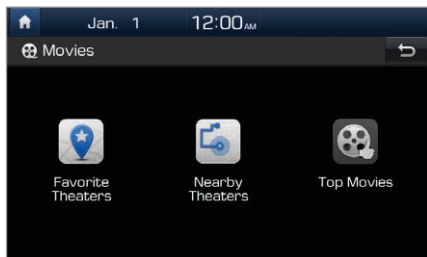 Jan. 1 12:00AM
Movies
Favorite
Theaters
Nearby
Theaters
Top Movies